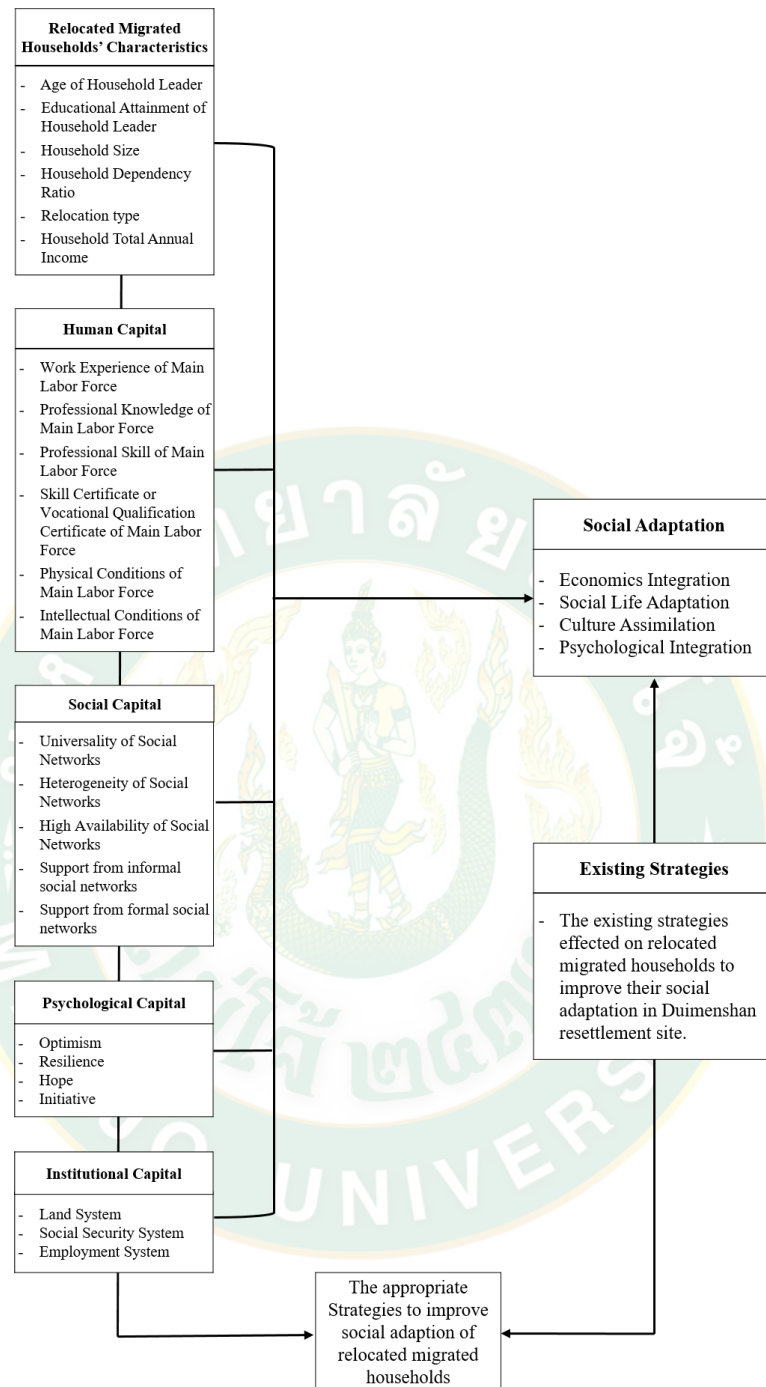 Relocated Migrated
Households’ Characteristics
- Age of Household Leader
- Educational Attainment of
Household Leader
- Household Size
- Household Dependency
Ratio
- Relocation type
- Household Total Annual
Income
Human Capital
- Work Experience of Main
Labor Force
- Professional Knowledge of
Main Labor Force
- Professional Skill of Main
Labor Force
- Skill Certificate or
Vocational Qualification
Certificate of Main Labor
Force
- Physical Conditions of
Main Labor Force
- Intellectual Conditions of
Main Labor Force
Social Capital
- Universality of Social
Networks
- Heterogeneity of Social
Networks
- High Availability of Social
Networks
- Support from informal
social networks
- Support from formal social
networks
Psychological Capital
- Optimism
- Resilience
- Hope
- Initiative
Institutional Capital
- Land System
- Social Security System
- Employment System
Social Adaptation
- Economics Integration
- Social Life Adaptation
- Culture Assimilation
- Psychological Integration
Existing Strategies
- The existing strategies
effected on relocated
migrated households to
improve their social
adaptation in Duimenshan
resettlement site.
The appropriate
Strategies to improve
social adaption of
relocated migrated
households